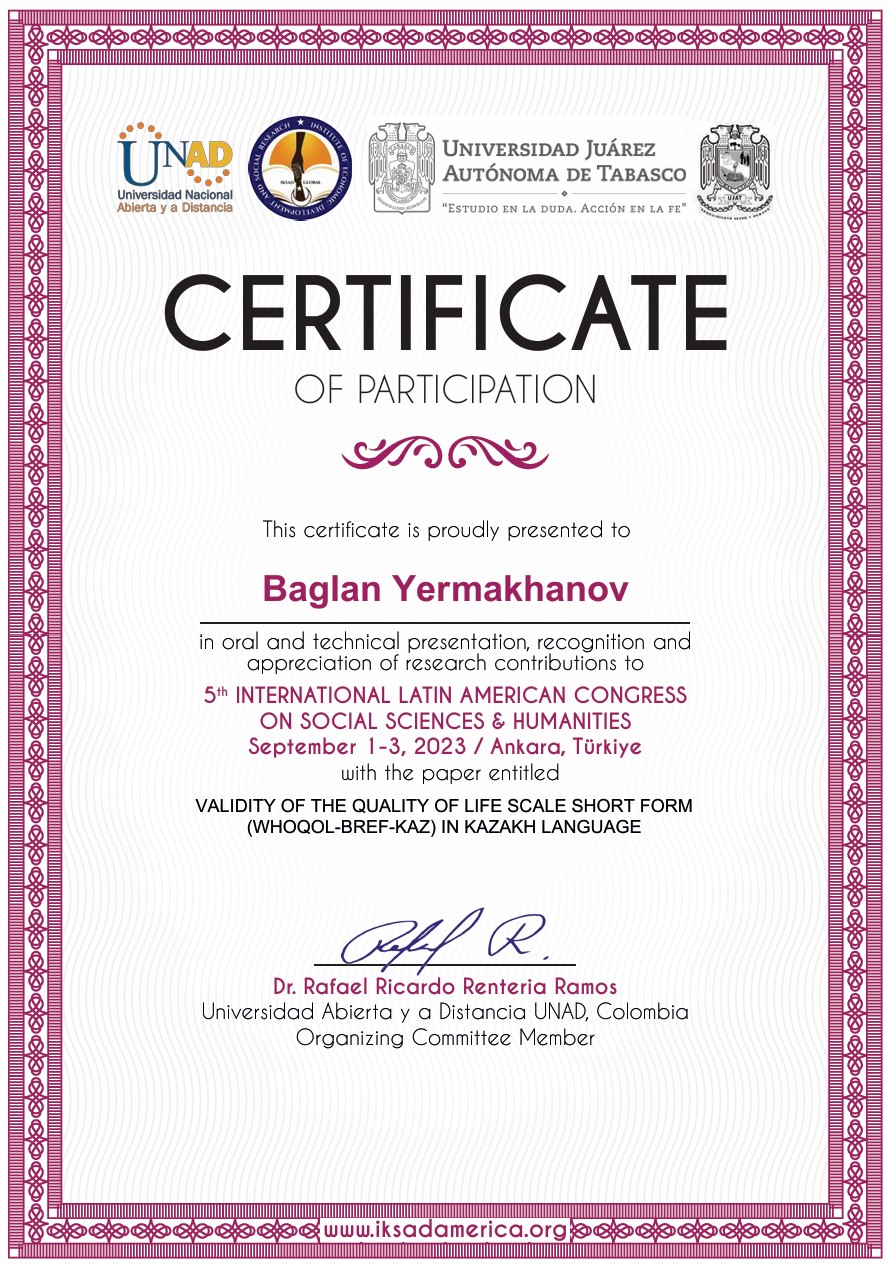 UNAD
Universidad Nacional
Abierta y a Distancia
INSTITUTE OF ECONOMIC DEVELOPMENT AND SOCIAL RESEARCH
IKSAD GLOBAL
UNIVERSIDAD JUÁREZ
AUTÓNOMA DE TABASCO
“ESTUDIO EN LA DUDA. ACCIÓN EN LA FE”
UJAT
CERTIFICATE
OF PARTICIPATION
This certificate is proudly presented to
Baglan Yermakhanov
in oral and technical presentation, recognition and
appreciation of research contributions to
5th INTERNATIONAL LATIN AMERICAN CONGRESS
ON SOCIAL SCIENCES & HUMANITIES
September 1-3, 2023 / Ankara, Türkiye
with the paper entitled
VALIDITY OF THE QUALITY OF LIFE SCALE SHORT FORM
(WHOQOL-BREF-KAZ) IN KAZAKH LANGUAGE
Dr. Rafael Ricardo Renteria Ramos
Universidad Abierta y a Distancia UNAD, Colombia
Organizing Committee Member
www.iksadamerica.org